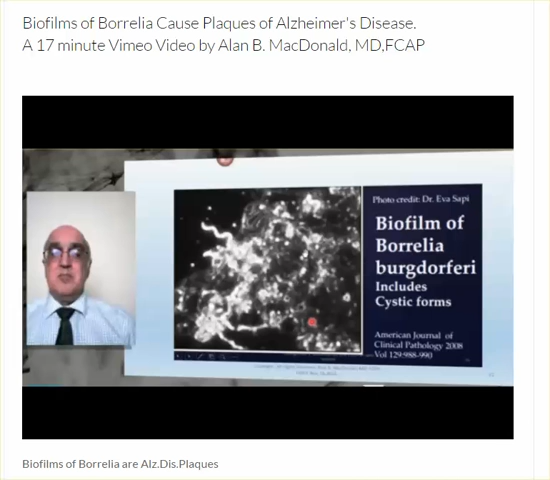 Biofilms of Borrelia Cause Plaques of Alzheimer's Disease.
A 17 minute Vimeo Video by Alan B. MacDonald, MD,FCAP
Photo credit: Dr. Eva Sapi
Biofilm of
Borrelia
burgdorferi
Includes
Cystic forms
American Journal of
Clinical Pathology 2008
Vol 129:988-990
Biofilms of Borrelia are Alz.Dis.Plaques